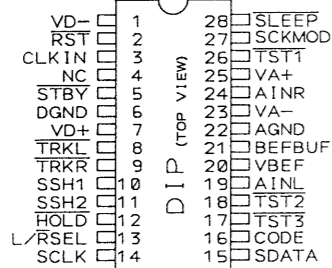 VD- 1 28 SLEEP
RST 2 27 SCKMOD
CLKIN 3 26 TST1
NC 4 25 VA+
STBY 5 24 AINR
DGND 6 23 VA-
VD+ 7 22 AGND
TRKL 8 21 BEFBUF
TRKR 9 20 VBEF
SSH1 10 19 AINL
SSH2 11 18 TST2
HOLD 12 17 TST3
L/RSEL 13 16 CODE
SCLK 14 15 SDATA
DIP (TOP VIEW)